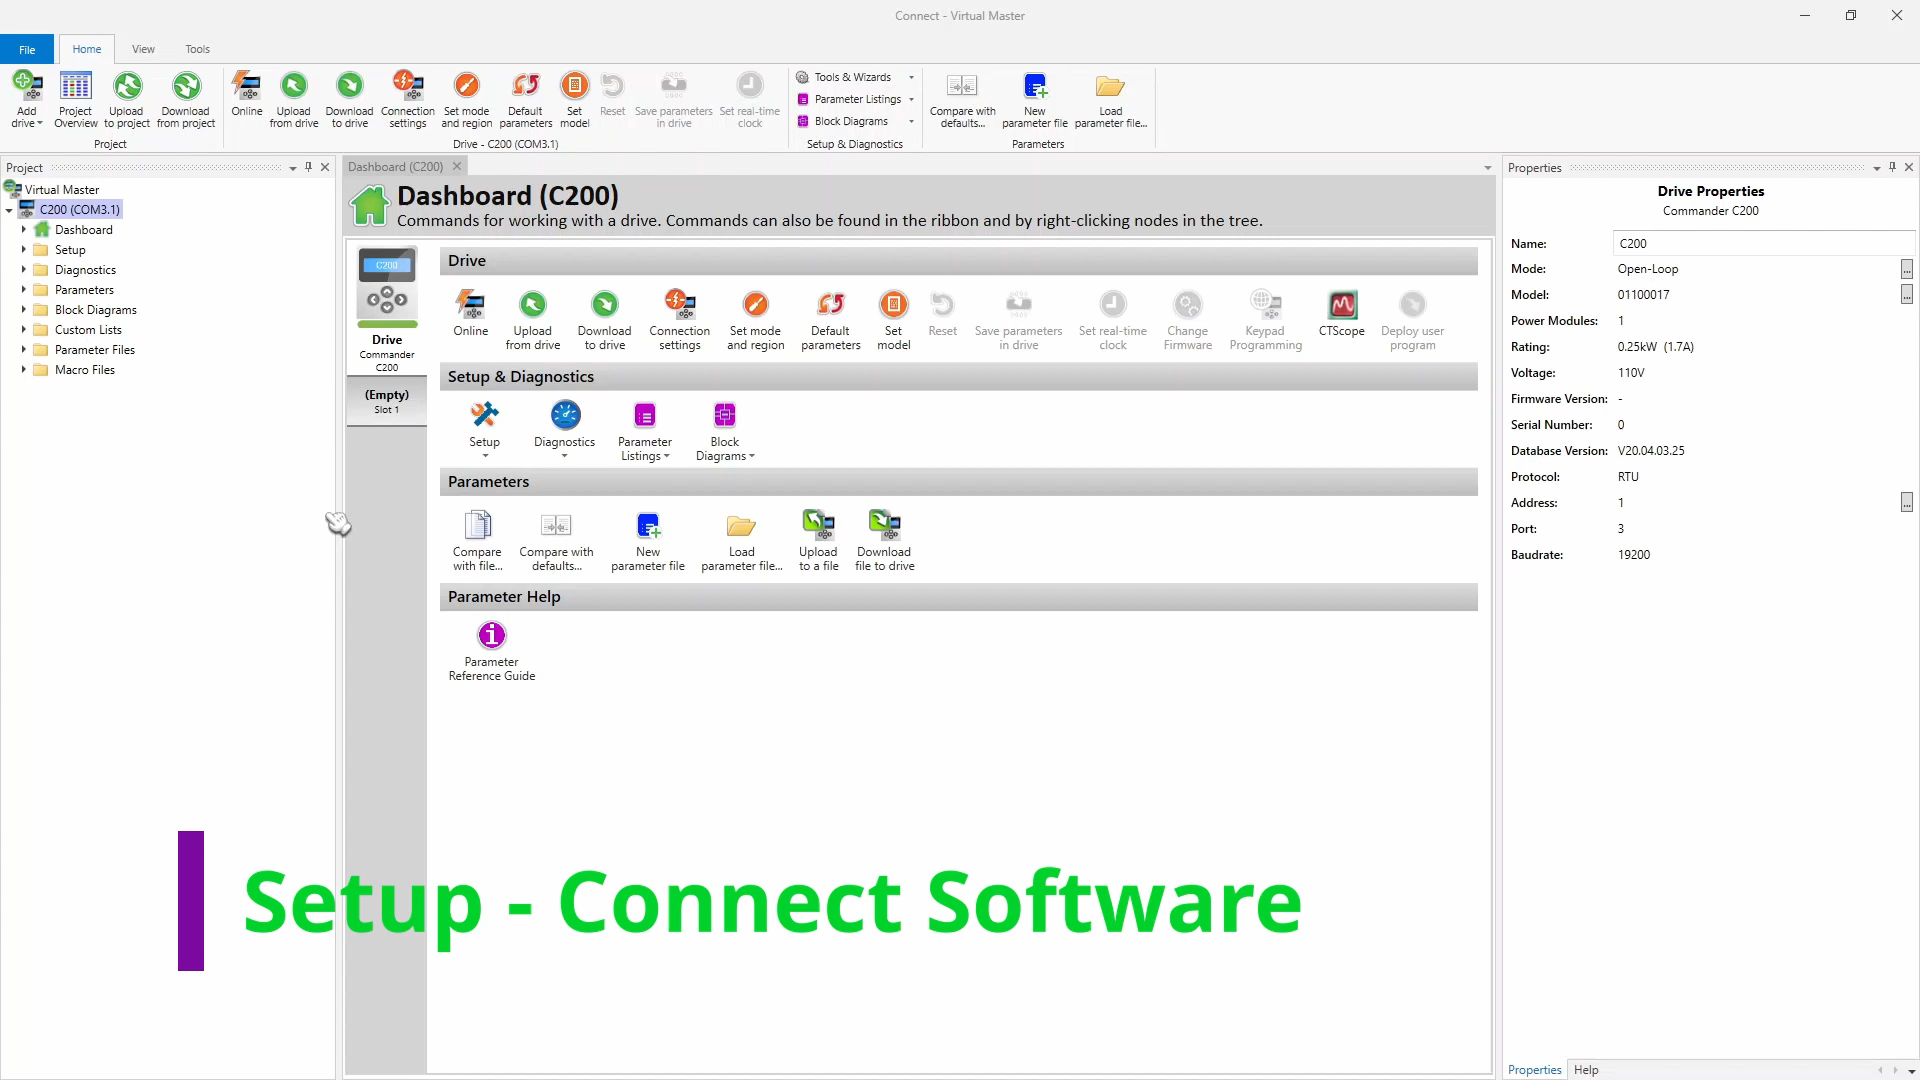 Connect - Virtual Master
File
Home
View
Tools
Add drive
Project Overview
Upload to project
Download from project
Project
Online
Upload from drive
Download to drive
Connection settings
Set mode and region
Default parameters
Set model
Reset
Save parameters in drive
Set real-time clock
Drive - C200 (COM3.1)
Tools & Wizards
Parameter Listings
Block Diagrams
Setup & Diagnostics
Compare with defaults...
New parameter file
Load parameter file...
Parameters
Project
Virtual Master
C200 (COM3.1)
Dashboard
Setup
Diagnostics
Parameters
Block Diagrams
Custom Lists
Parameter Files
Macro Files
Dashboard (C200)
Dashboard (C200)
Commands for working with a drive. Commands can also be found in the ribbon and by right-clicking nodes in the tree.
C200
Drive
Commander
C200
(Empty)
Slot 1
Drive
Online
Upload from drive
Download to drive
Connection settings
Set mode and region
Default parameters
Set model
Reset
Save parameters in drive
Set real-time clock
Change Firmware
Keypad Programming
CTScope
Deploy user program
Setup & Diagnostics
Setup
Diagnostics
Parameter Listings
Block Diagrams
Parameters
Compare with file...
Compare with defaults...
New parameter file
Load parameter file...
Upload to a file
Download file to drive
Parameter Help
Parameter Reference Guide
Setup - Connect Software
Properties
Drive Properties
Commander C200
Name: C200
Mode: Open-Loop
...
Model: 01100017
...
Power Modules: 1
Rating: 0.25kW (1.7A)
Voltage: 110V
Firmware Version: -
Serial Number: 0
Database Version: V20.04.03.25
Protocol: RTU
Address: 1
...
Port: 3
Baudrate: 19200
Properties
Help